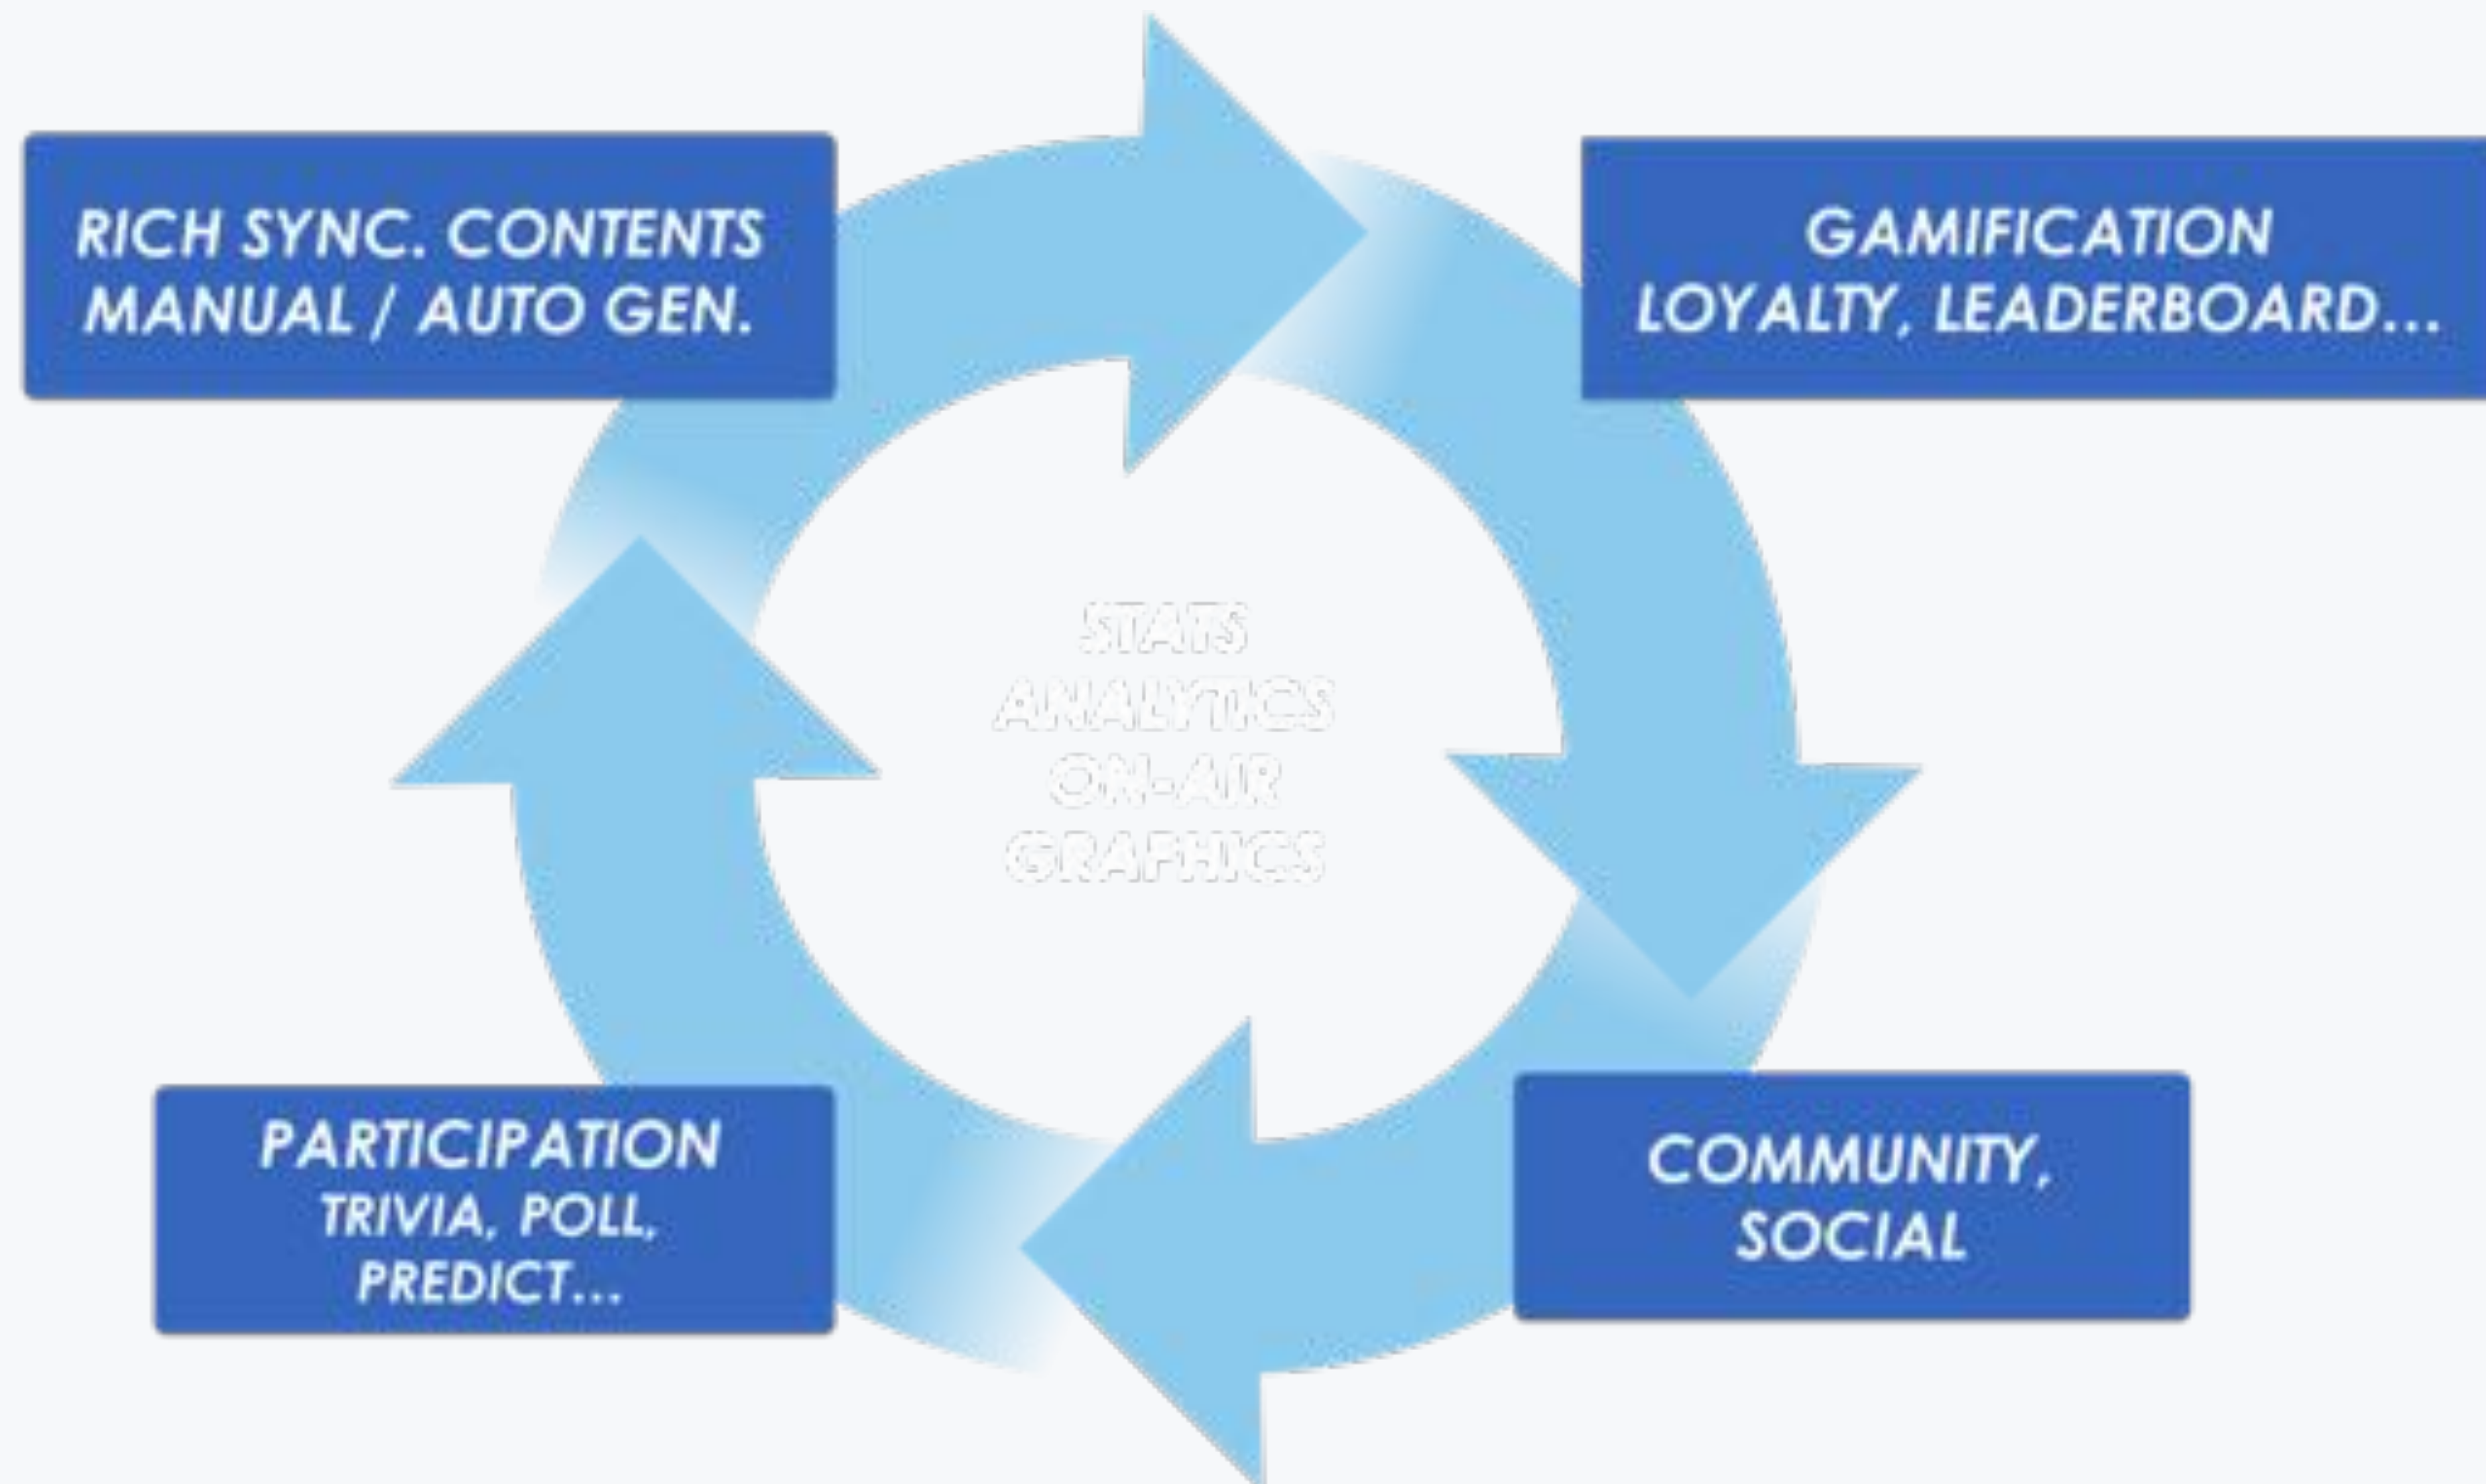 RICH SYNC. CONTENTS
MANUAL / AUTO GEN.
GAMIFICATION
LOYALTY, LEADERBOARD...
STATS
ANALYTICS
ON-AIR
GRAPHICS
PARTICIPATION
TRIVIA, POLL,
PREDICT...
COMMUNITY,
SOCIAL